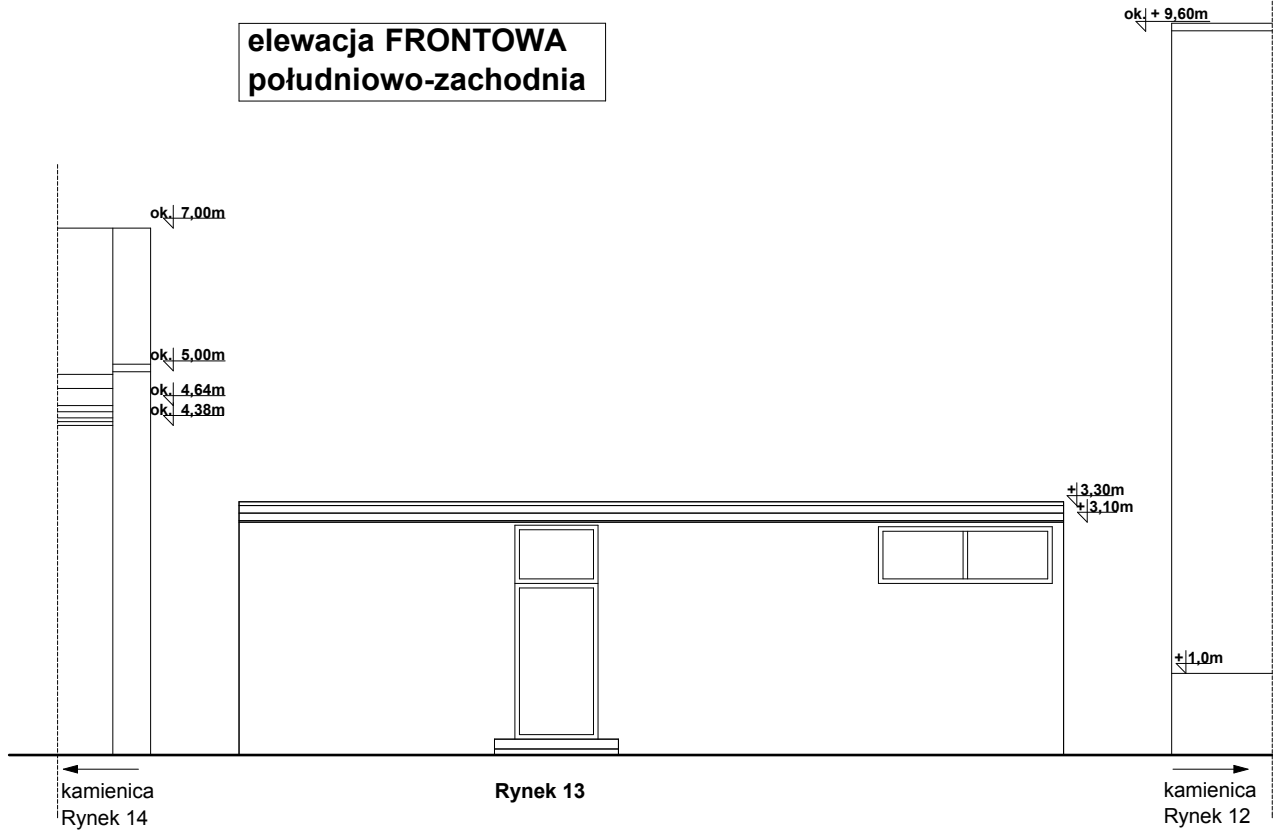 ok. + 9,60m
elewacja FRONTOWA
południowo-zachodnia
ok. 7,00m
ok. 5,00m
ok. 4,64m
ok. 4,38m
+ 3,30m
+ 3,10m
+ 1,0m
kamienica
Rynek 14
Rynek 13
kamienica
Rynek 12